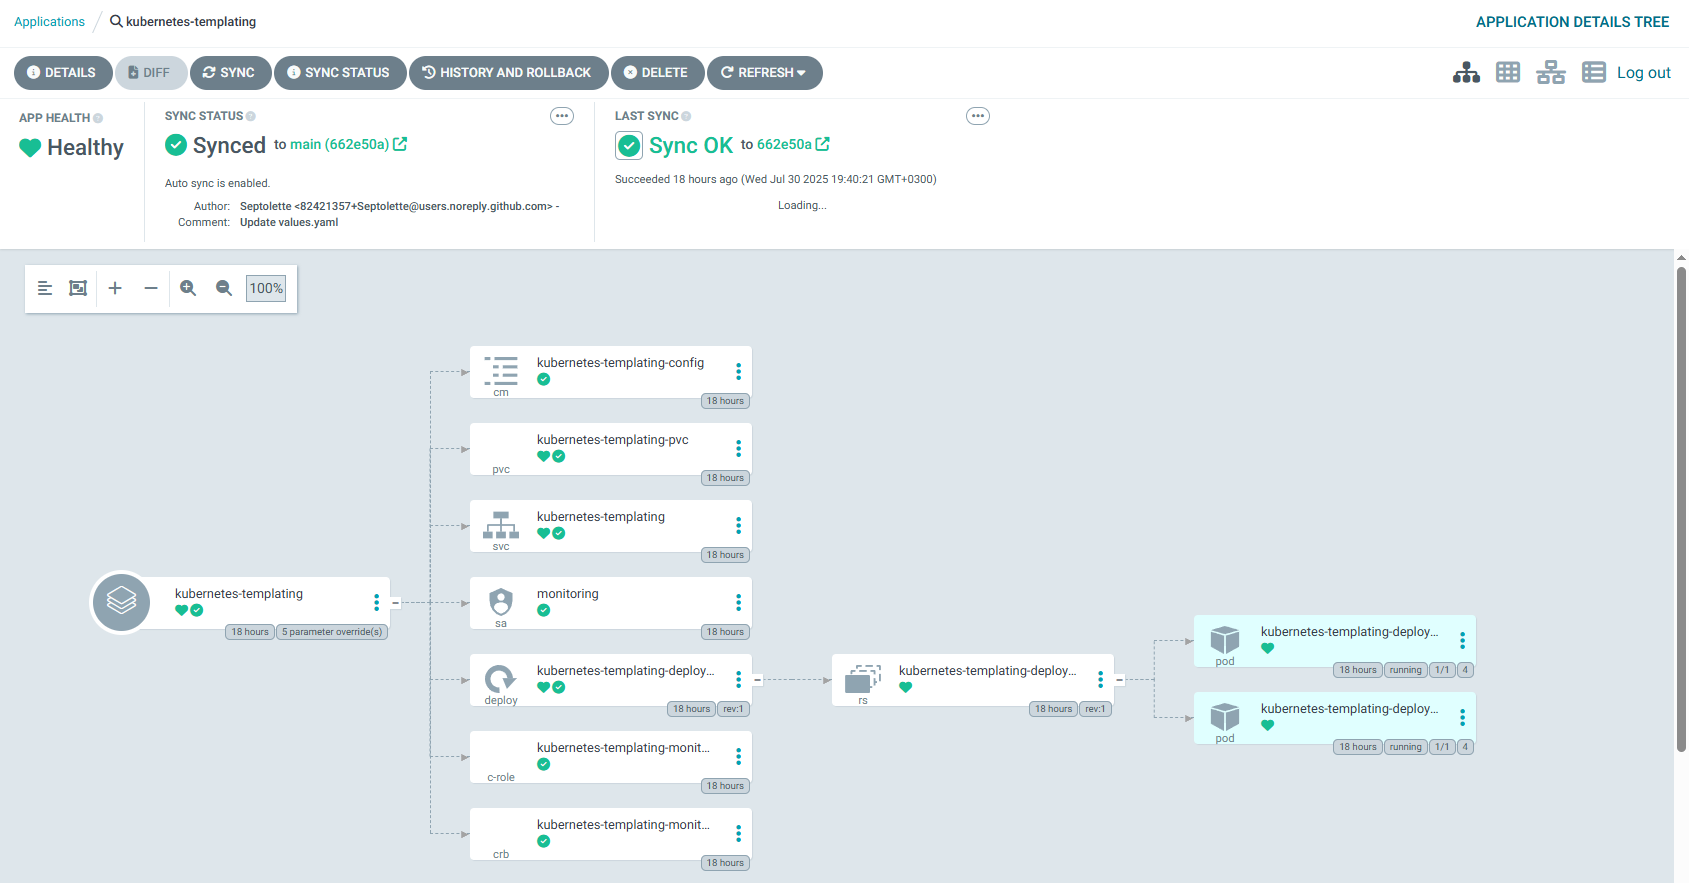 Applications / kubernetes-templating
APPLICATION DETAILS TREE
DETAILS DIFF SYNC SYNC STATUS HISTORY AND ROLLBACK DELETE REFRESH
Log out
APP HEALTH
Healthy
SYNC STATUS
Synced to main (662e50a)
Auto sync is enabled.
Author: Septolette <82421357+Septolette@users.noreply.github.com> -
Comment: Update values.yaml
LAST SYNC
Sync OK to 662e50a
Succeeded 18 hours ago (Wed Jul 30 2025 19:40:21 GMT+0300)
Loading...
100%
kubernetes-templating
18 hours 5 parameter override(s)
kubernetes-templating-config
cm
18 hours
kubernetes-templating-pvc
pvc
18 hours
kubernetes-templating
svc
18 hours
monitoring
sa
18 hours
kubernetes-templating-deploy...
deploy
18 hours rev:1
kubernetes-templating-monit...
c-role
18 hours
kubernetes-templating-monit...
crb
18 hours
kubernetes-templating-deploy...
rs
18 hours rev:1
kubernetes-templating-deploy...
pod
18 hours running 1/1 4
kubernetes-templating-deploy...
pod
18 hours running 1/1 4